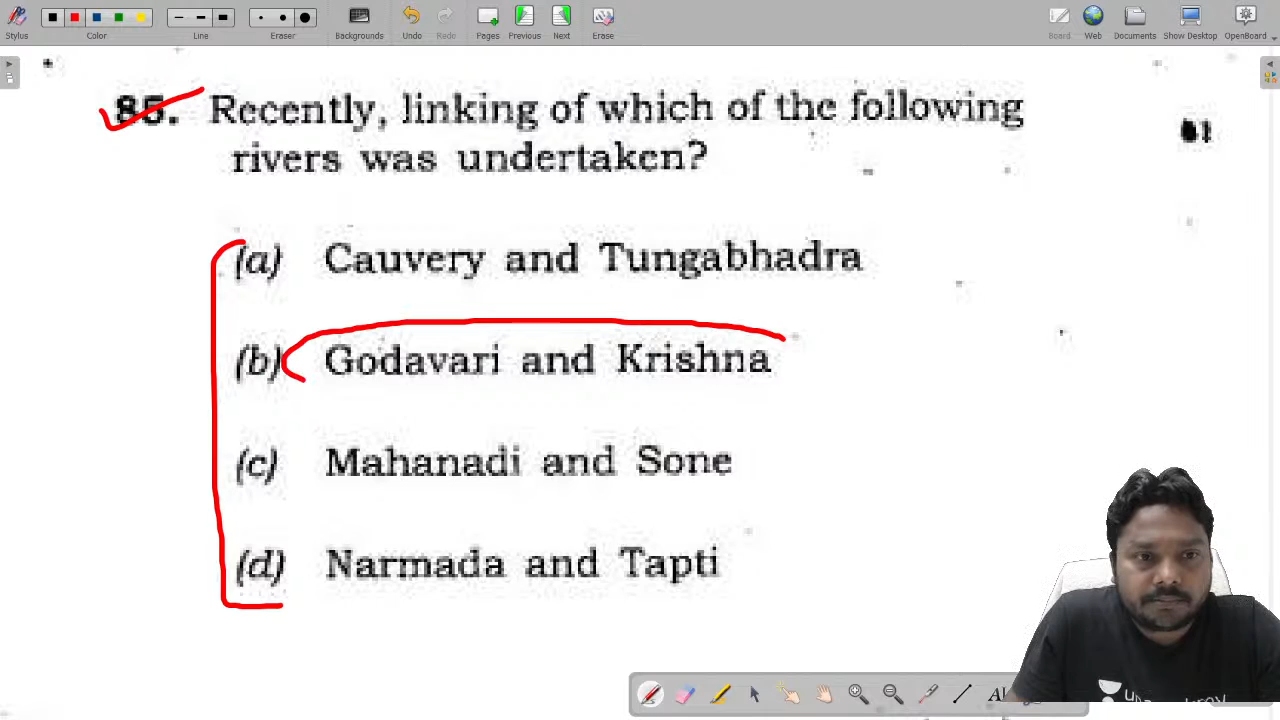 Stylus
Color
Line
Eraser
Backgrounds
Undo
Redo
Pages
Previous
Next
Erase
Board
Web
Documents
Show Desktop
OpenBoard
85. Recently, linking of which of the following
rivers was undertaken?
(a) Cauvery and Tungabhadra
(b) Godavari and Krishna
(c) Mahanadi and Sone
(d) Narmada and Tapti